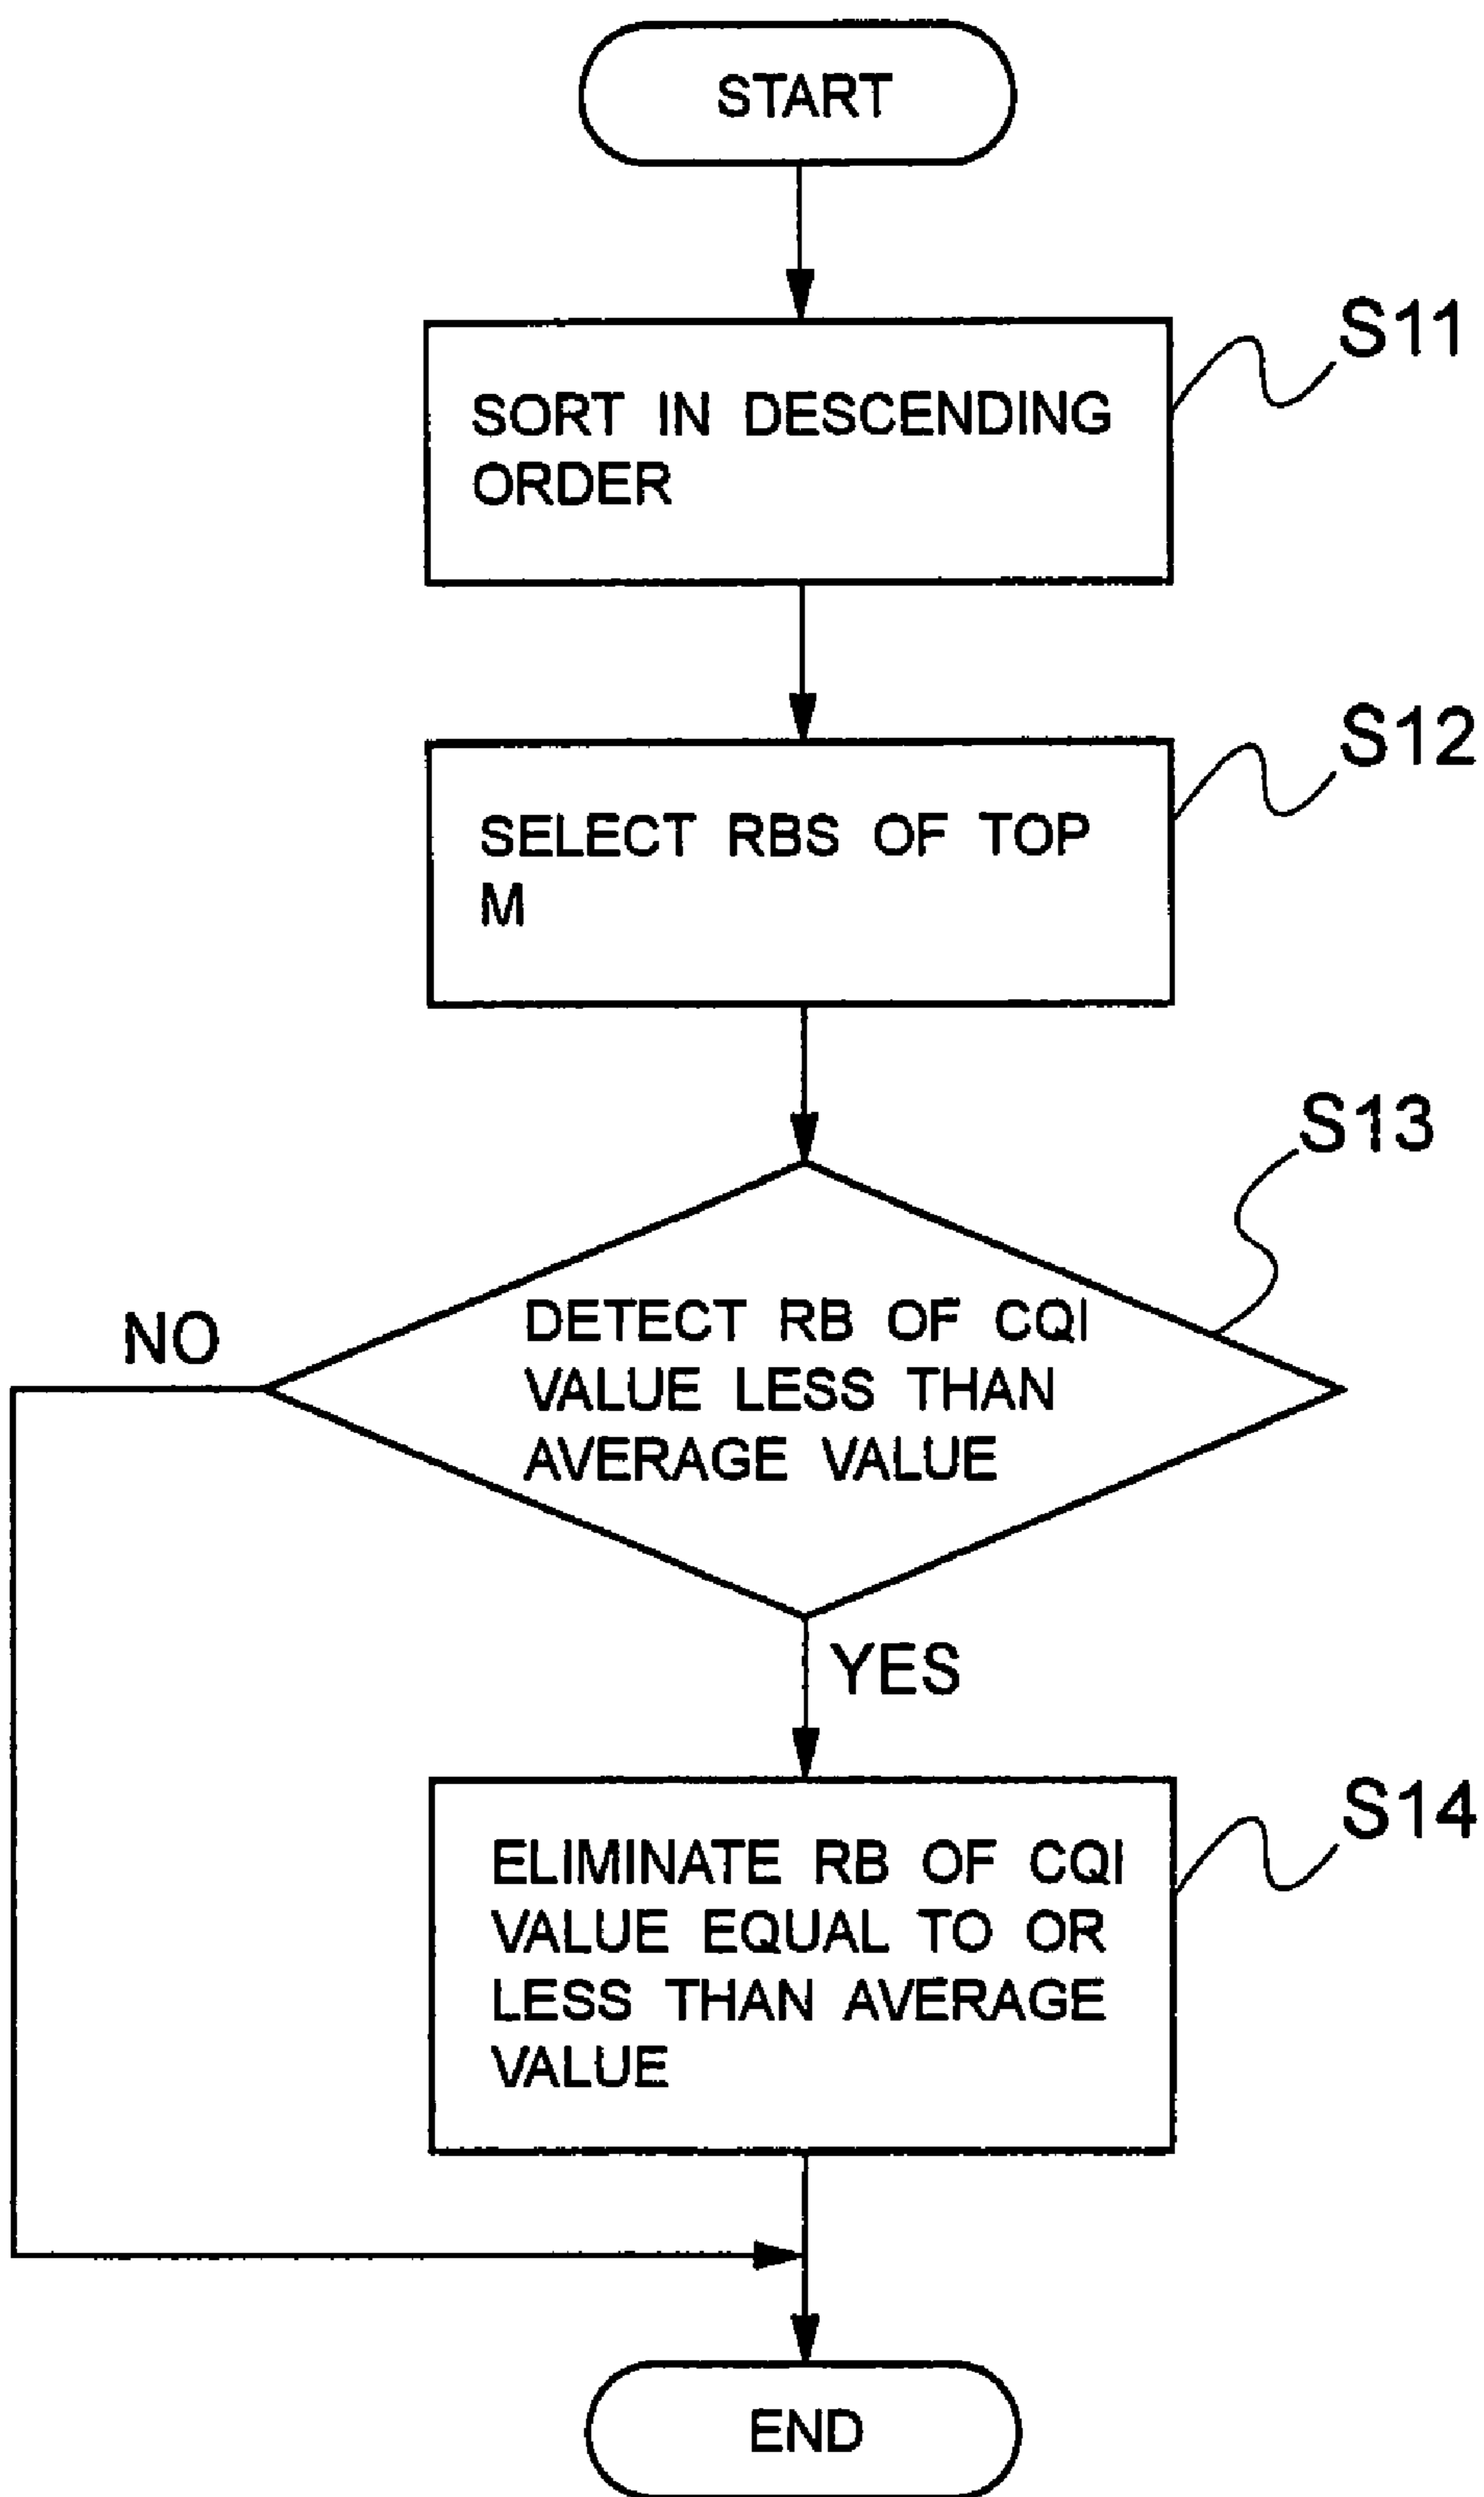 START
S11
SORT IN DESCENDING
ORDER
S12
SELECT RBS OF TOP
M
S13
NO
DETECT RB OF CQI
VALUE LESS THAN
AVERAGE VALUE
YES
S14
ELIMINATE RB OF CQI
VALUE EQUAL TO OR
LESS THAN AVERAGE
VALUE
END